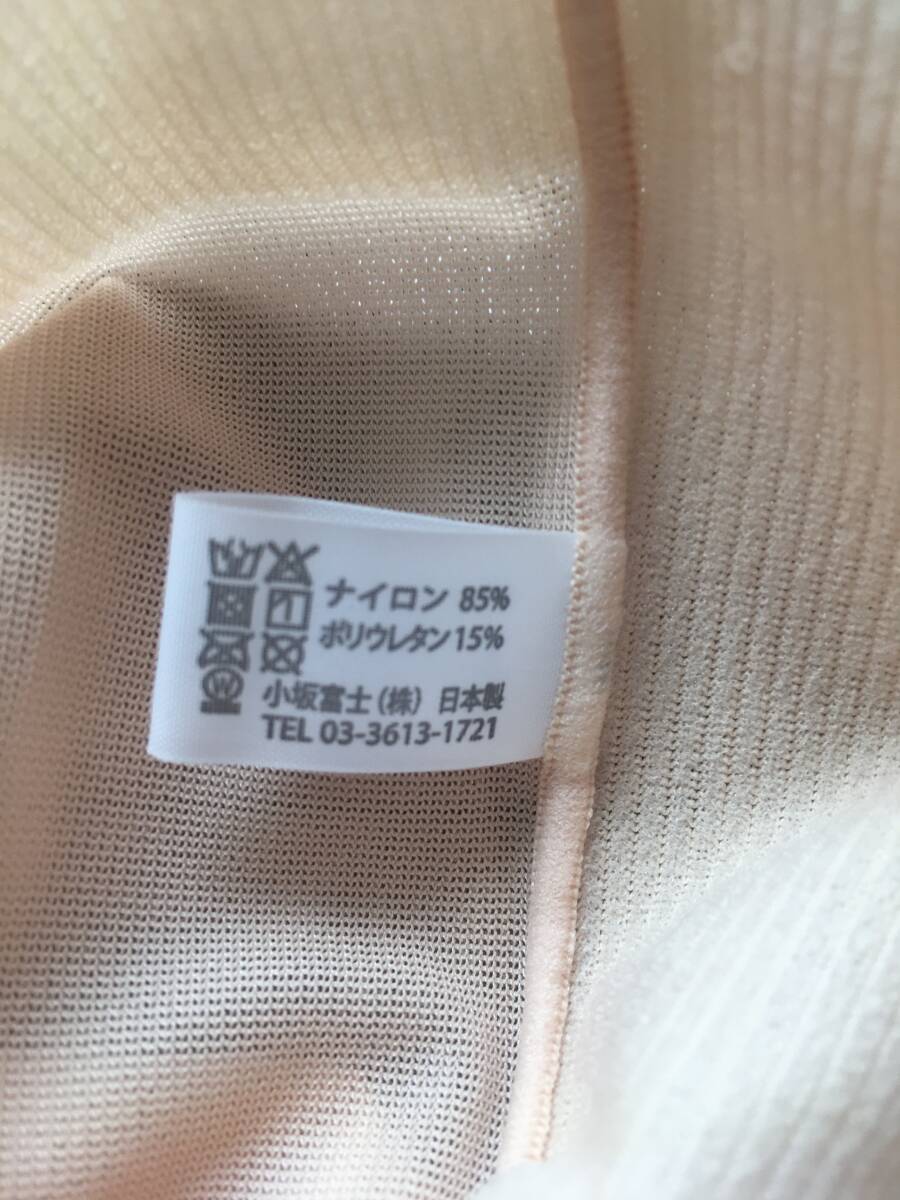 ナイロン 85%
ポリウレタン 15%
小坂富士(株) 日本製
TEL 03-3613-1721